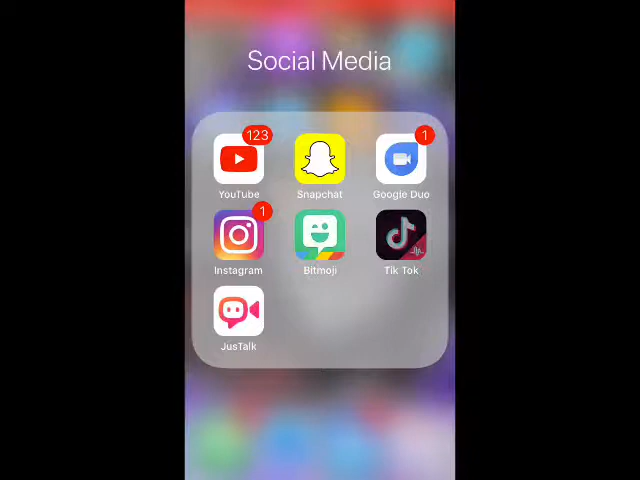 Social Media
123
1
YouTube
Snapchat
Google Duo
1
Instagram
Bitmoji
Tik Tok
JusTalk